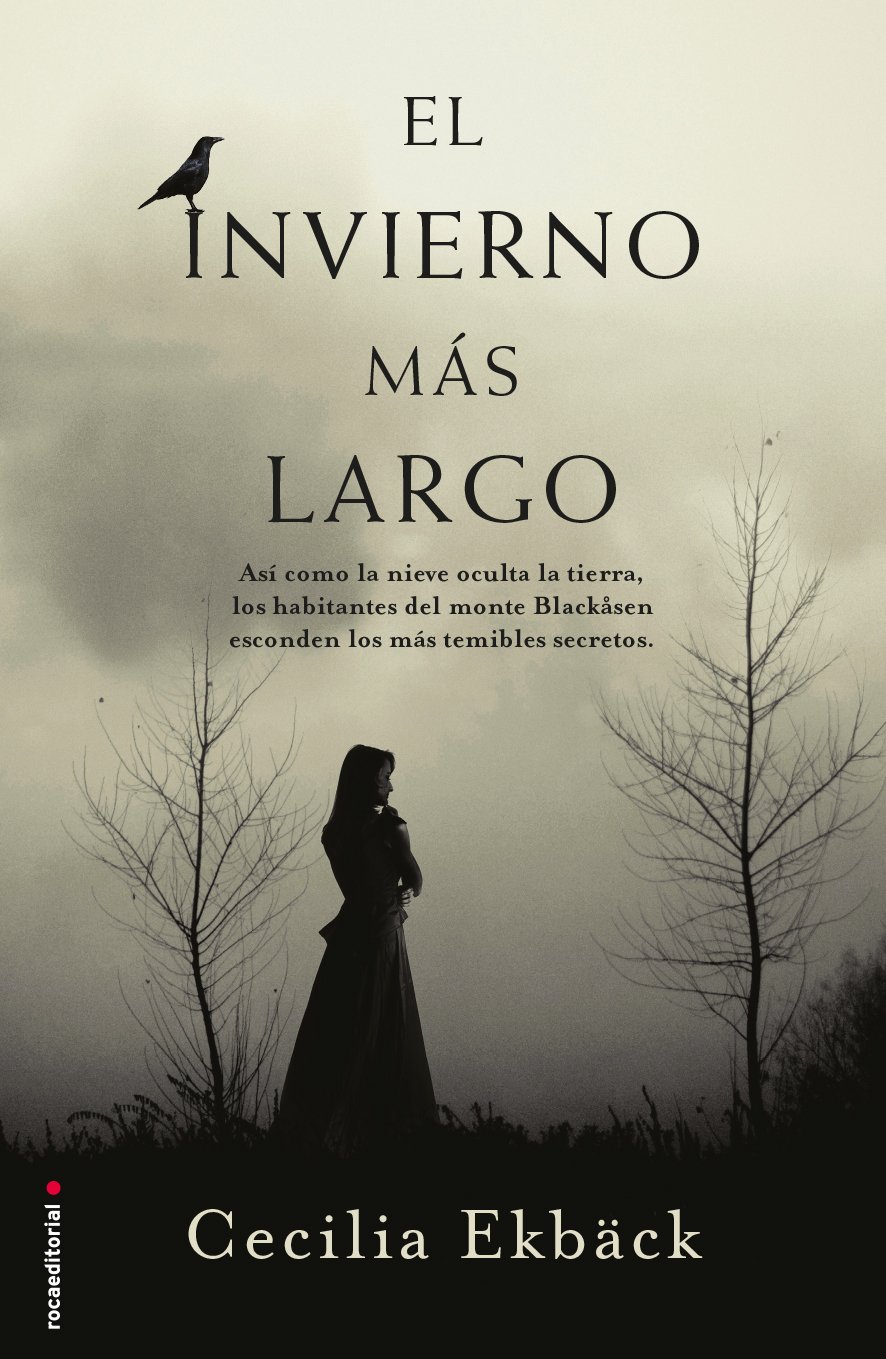 EL
INVIERNO
MÁS
LARGO
Así como la nieve oculta la tierra,
los habitantes del monte Blackåsen
esconden los más temibles secretos.
Cecilia Ekbäck
rocaeditorial